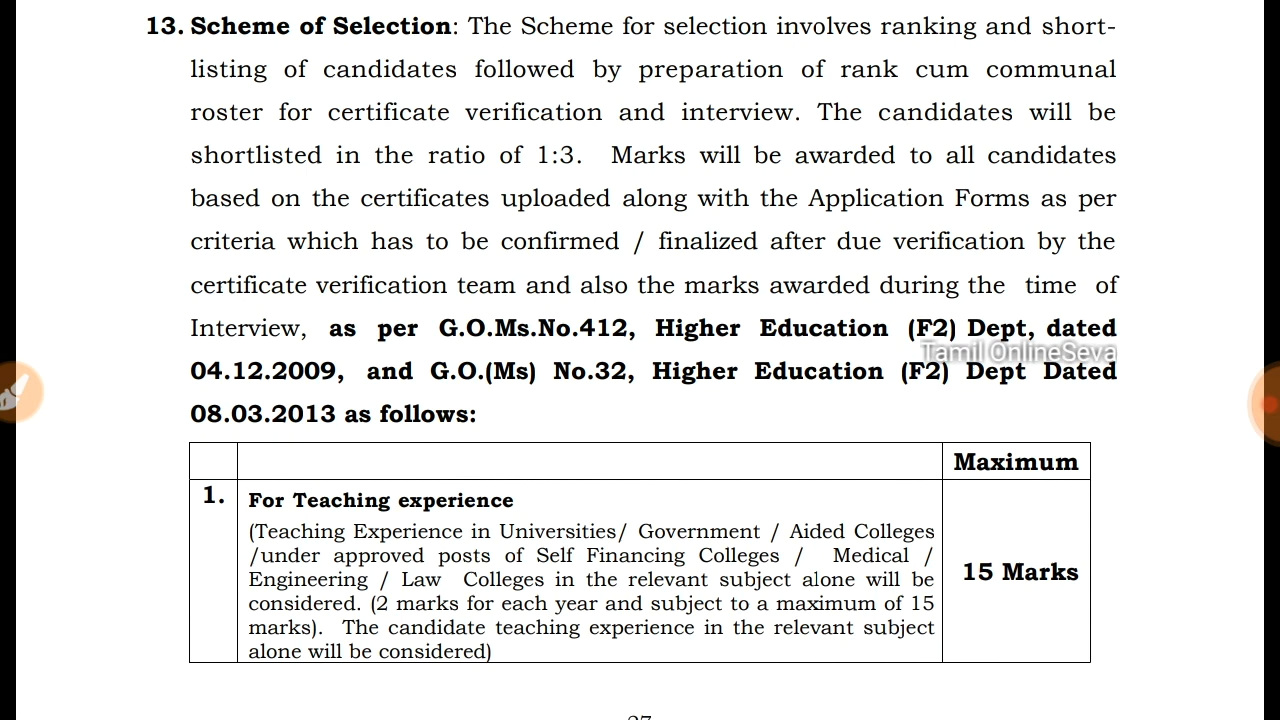 13. Scheme of Selection: The Scheme for selection involves ranking and short-
listing of candidates followed by preparation of rank cum communal
roster for certificate verification and interview. The candidates will be
shortlisted in the ratio of 1:3. Marks will be awarded to all candidates
based on the certificates uploaded along with the Application Forms as per
criteria which has to be confirmed / finalized after due verification by the
certificate verification team and also the marks awarded during the time of
Interview, as per G.O.Ms.No.412, Higher Education (F2) Dept, dated
Tamil OnlineSeva
04.12.2009, and G.O.(Ms) No.32, Higher Education (F2) Dept Dated
08.03.2013 as follows:
Maximum
1. For Teaching experience
(Teaching Experience in Universities/ Government / Aided Colleges
/under approved posts of Self Financing Colleges / Medical /
Engineering / Law Colleges in the relevant subject alone will be
considered. (2 marks for each year and subject to a maximum of 15
marks). The candidate teaching experience in the relevant subject
alone will be considered)
15 Marks